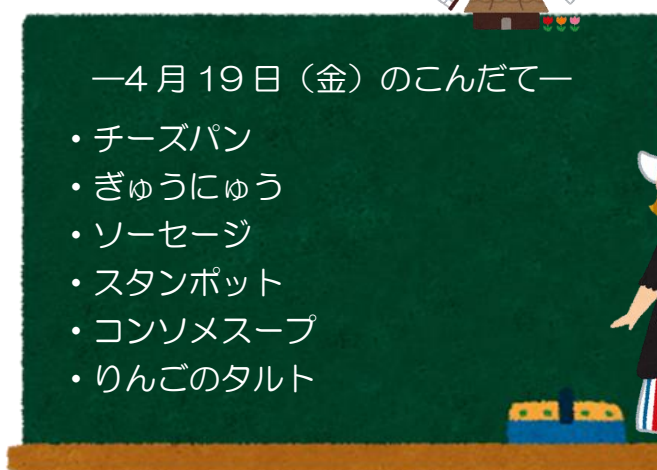 ―4月19日（金）のこんだて―
・チーズパン
・ぎゅうにゅう
・ソーセージ
・スタンポット
・コンソメスープ
・りんごのタルト